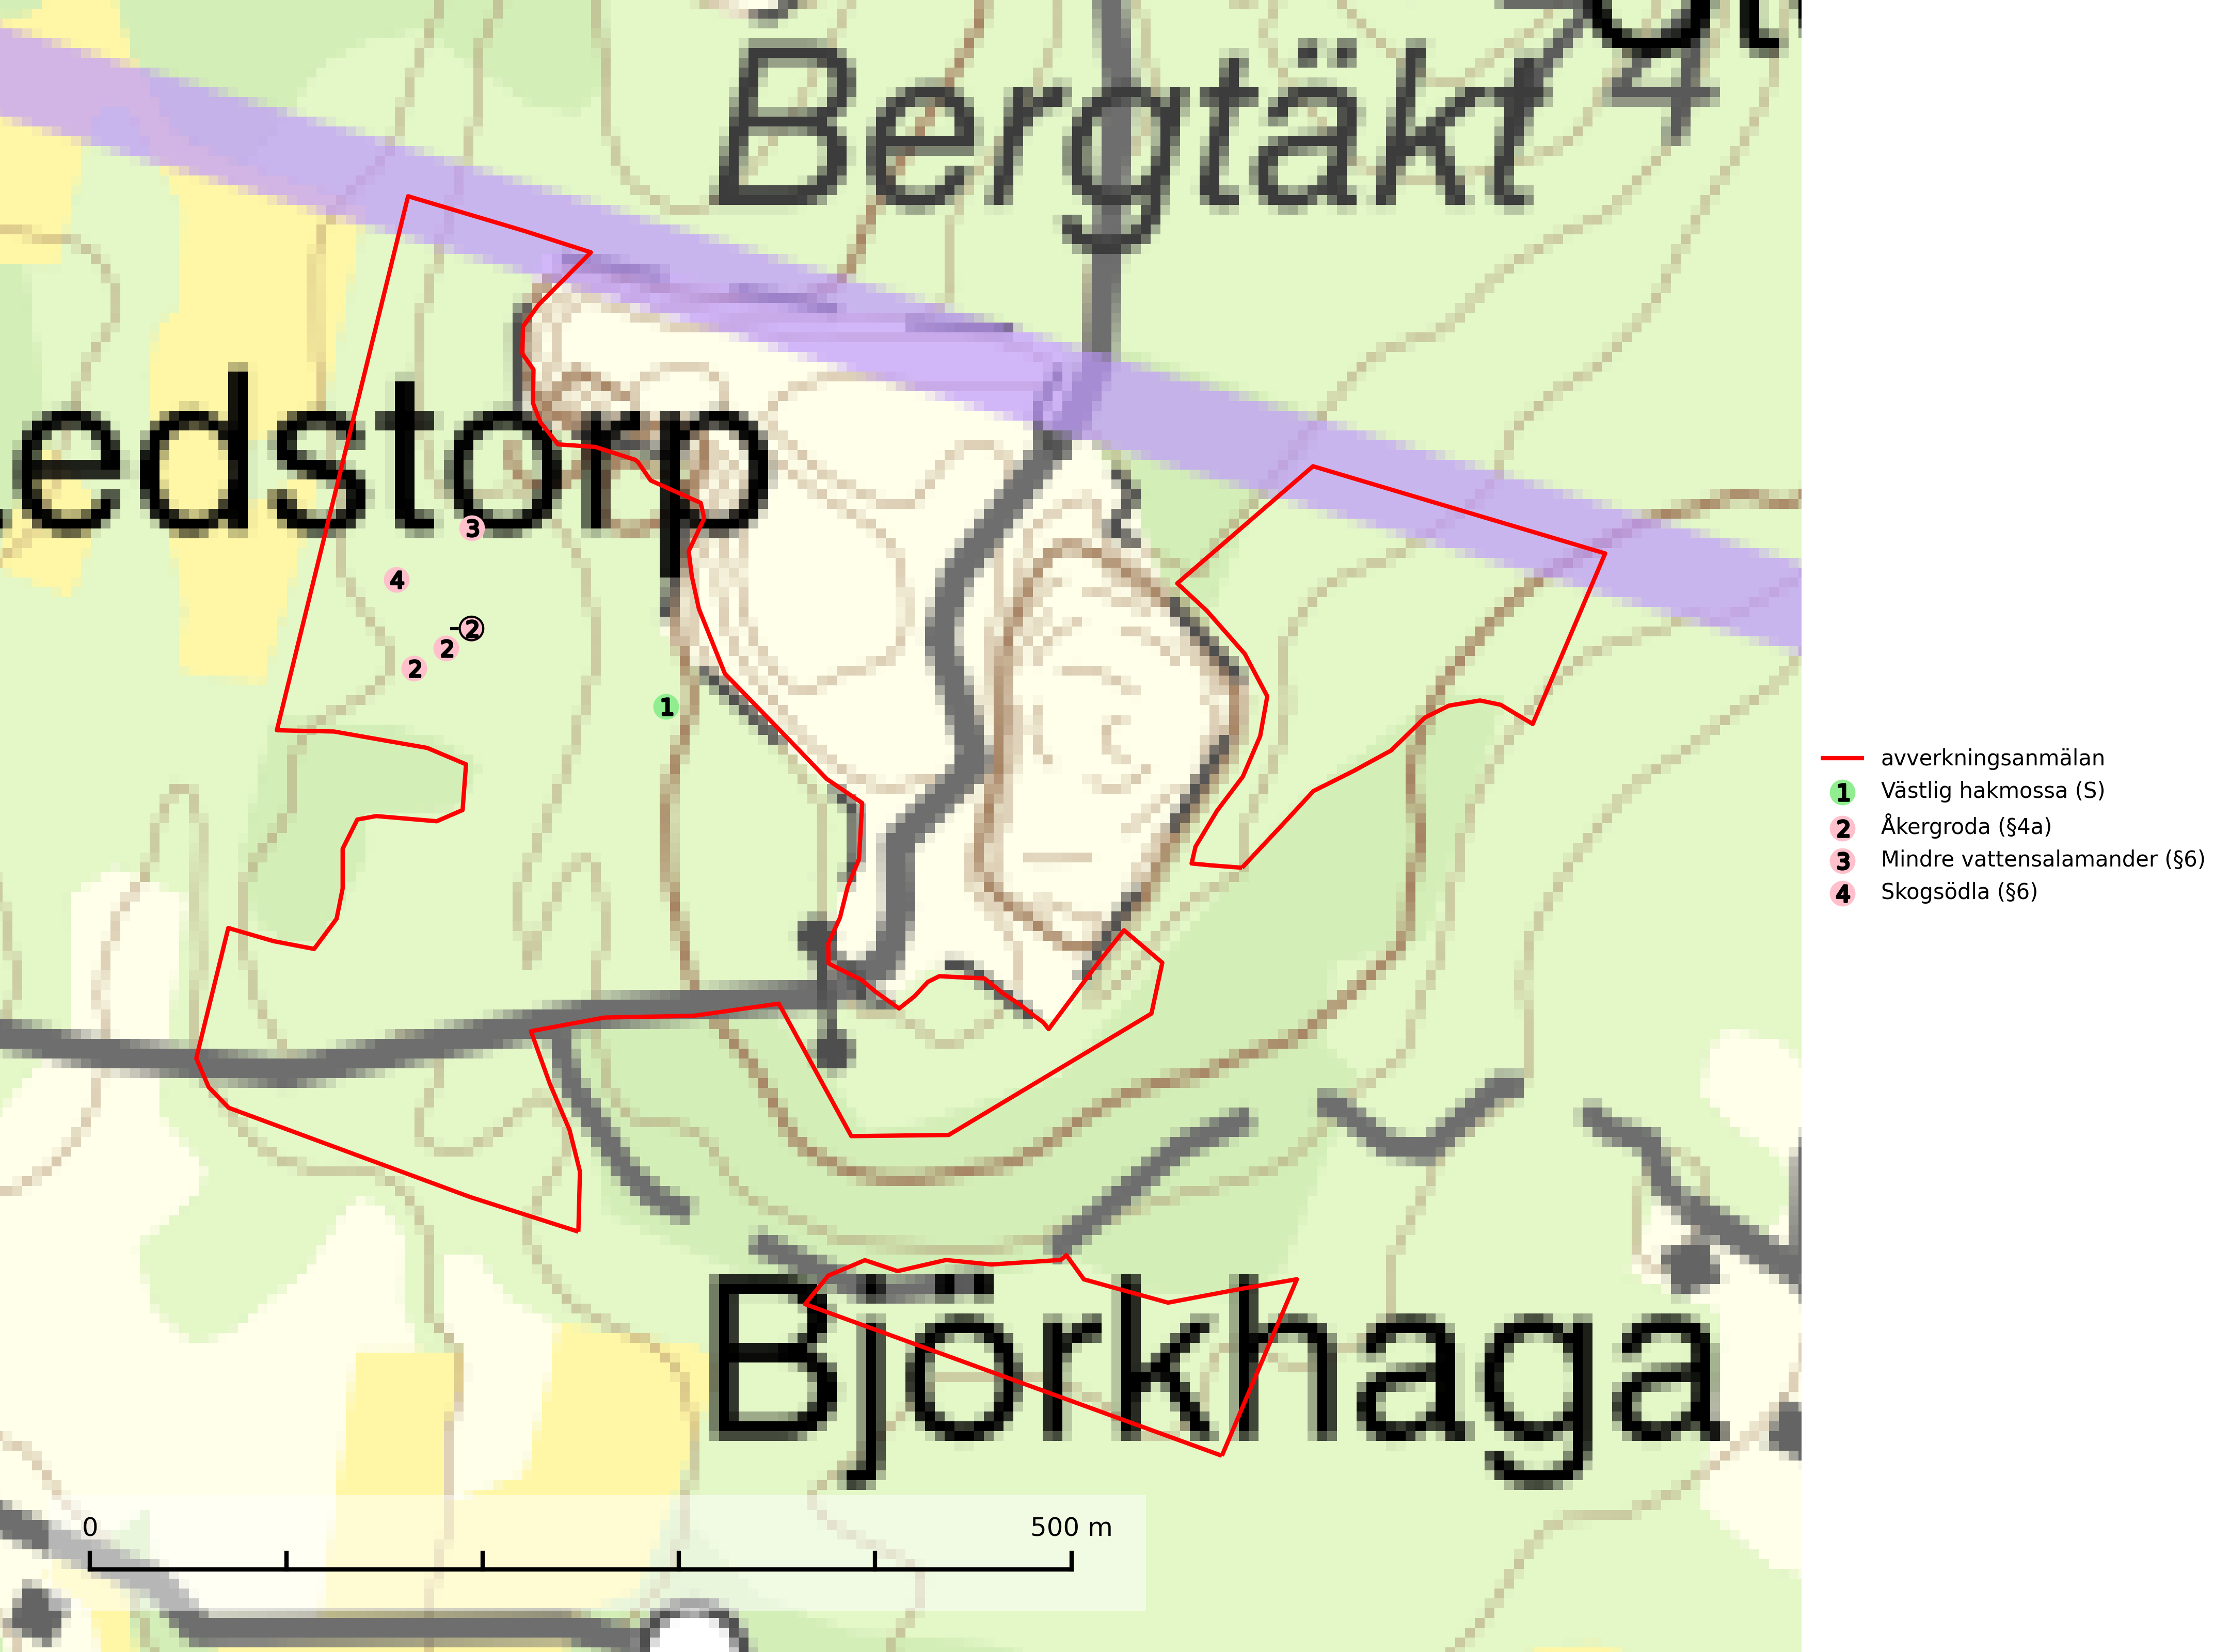 Bergtäkt
4
edstorp
3
4
2
2
2
1
Björkhaga
0
500 m
avverkningsanmälan
1 Västlig hakmossa (S)
2 Åkergroda (§4a)
3 Mindre vattensalamander (§6)
4 Skogsödla (§6)